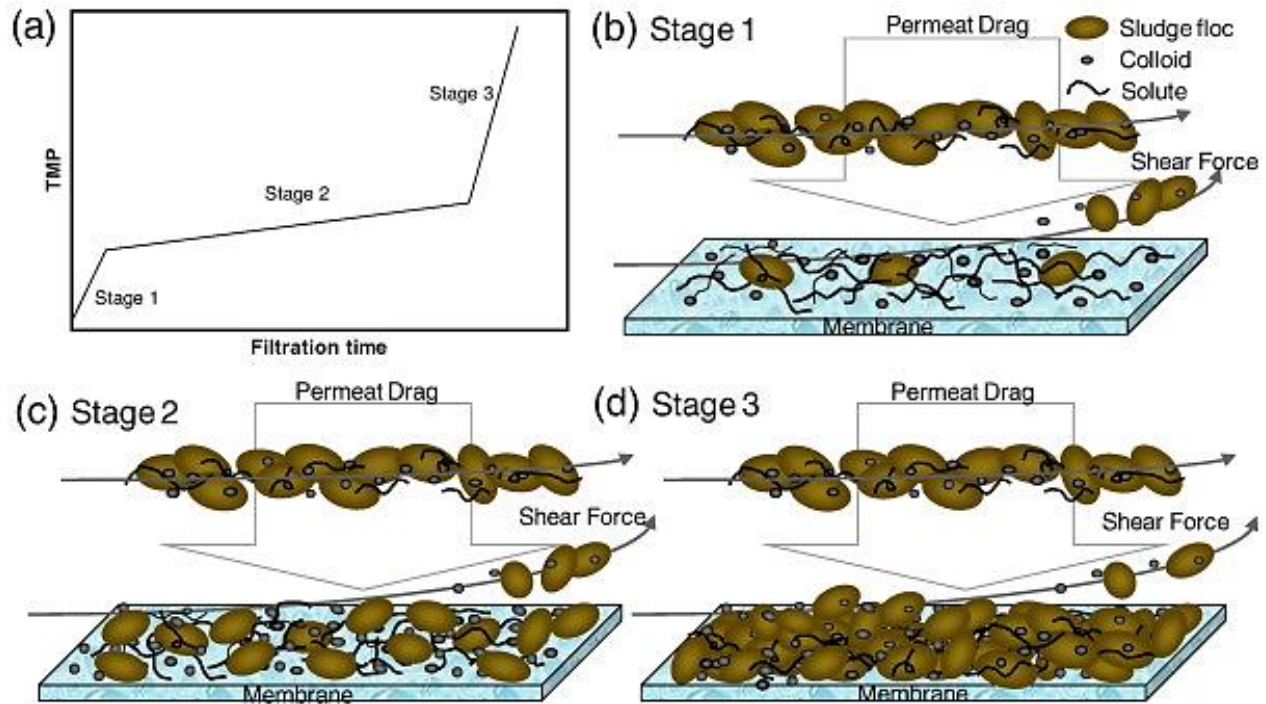 (a)
Stage 3
Stage 2
Stage 1
TMP
Filtration time
(b) Stage 1
Permeat Drag
Sludge floc
Colloid
Solute
Shear Force
Membrane
(c) Stage 2
Permeat Drag
Shear Force
Membrane
(d) Stage 3
Permeat Drag
Shear Force
Membrane